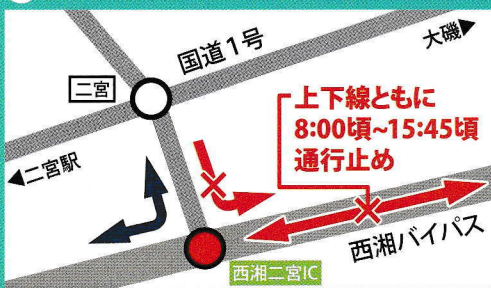 国道1号
大磯
二宮
上下線ともに
8:00頃~15:45頃
通行止め
二宮駅
西湘バイパス
西湘二宮IC